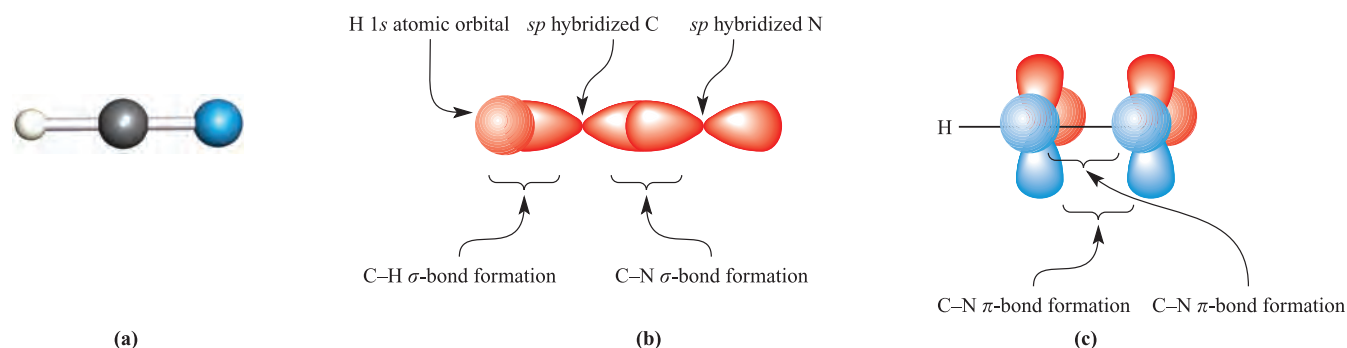 H 1s atomic orbital
sp hybridized C
sp hybridized N
C–H σ-bond formation
C–N σ-bond formation
H
C–N π-bond formation
C–N π-bond formation
(a)
(b)
(c)